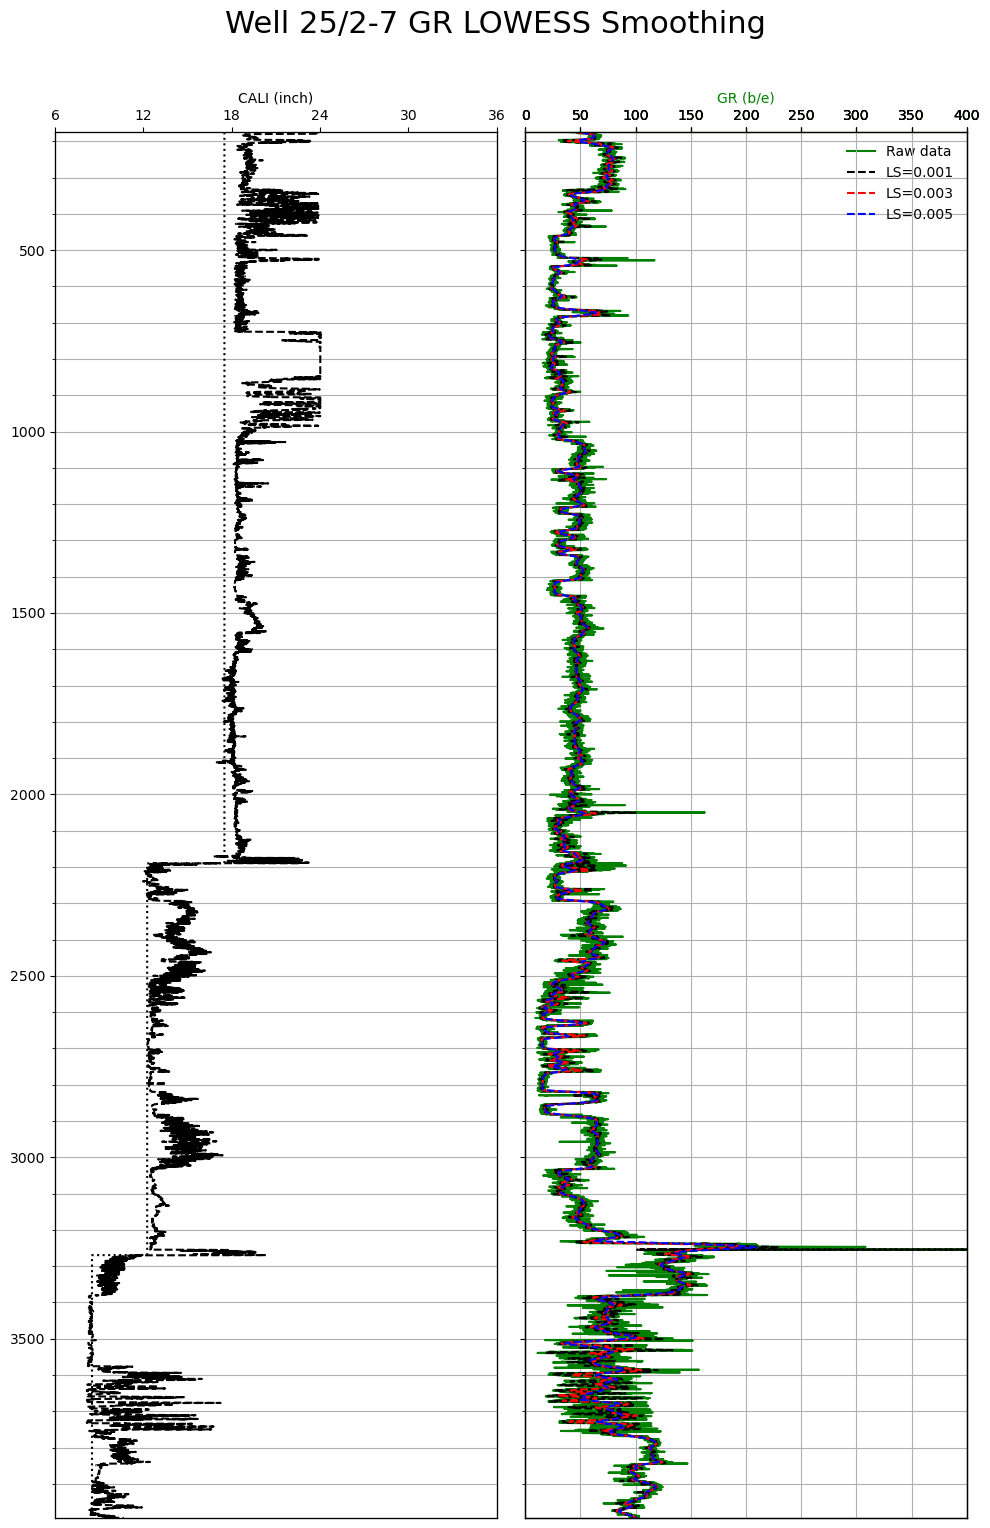 Well 25/2-7 GR LOWESS Smoothing
CALI (inch)
GR (b/e)
6 12 18 24 30 36
0 50 100 150 200 250 300 350 400
Raw data
LS=0.001
LS=0.003
LS=0.005
500
1000
1500
2000
2500
3000
3500